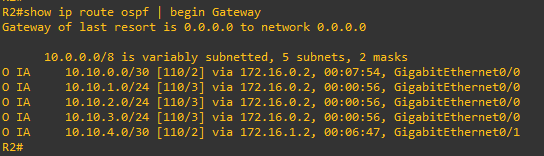 R2#show ip route ospf | begin Gateway
Gateway of last resort is 0.0.0.0 to network 0.0.0.0
10.0.0.0/8 is variably subnetted, 5 subnets, 2 masks
O IA 10.10.0.0/30 [110/2] via 172.16.0.2, 00:07:54, GigabitEthernet0/0
O IA 10.10.1.0/24 [110/3] via 172.16.0.2, 00:00:56, GigabitEthernet0/0
O IA 10.10.2.0/24 [110/3] via 172.16.0.2, 00:00:56, GigabitEthernet0/0
O IA 10.10.3.0/24 [110/3] via 172.16.0.2, 00:00:56, GigabitEthernet0/0
O IA 10.10.4.0/30 [110/2] via 172.16.1.2, 00:06:47, GigabitEthernet0/1
R2#